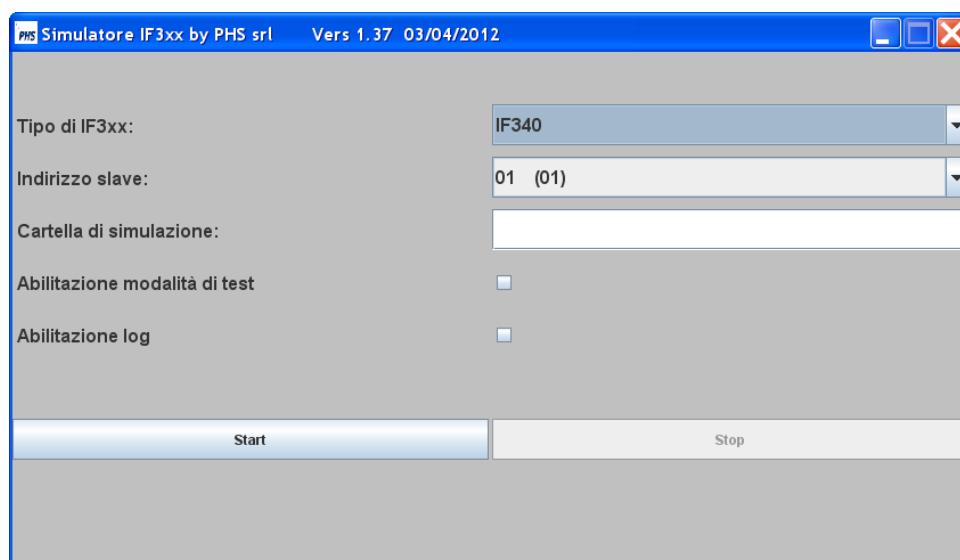 PHS Simulatore IF3xx by PHS srl Vers 1.37 03/04/2012
Tipo di IF3xx: IF340
Indirizzo slave: 01 (01)
Cartella di simulazione:
Abilitazione modalità di test
Abilitazione log
Start Stop